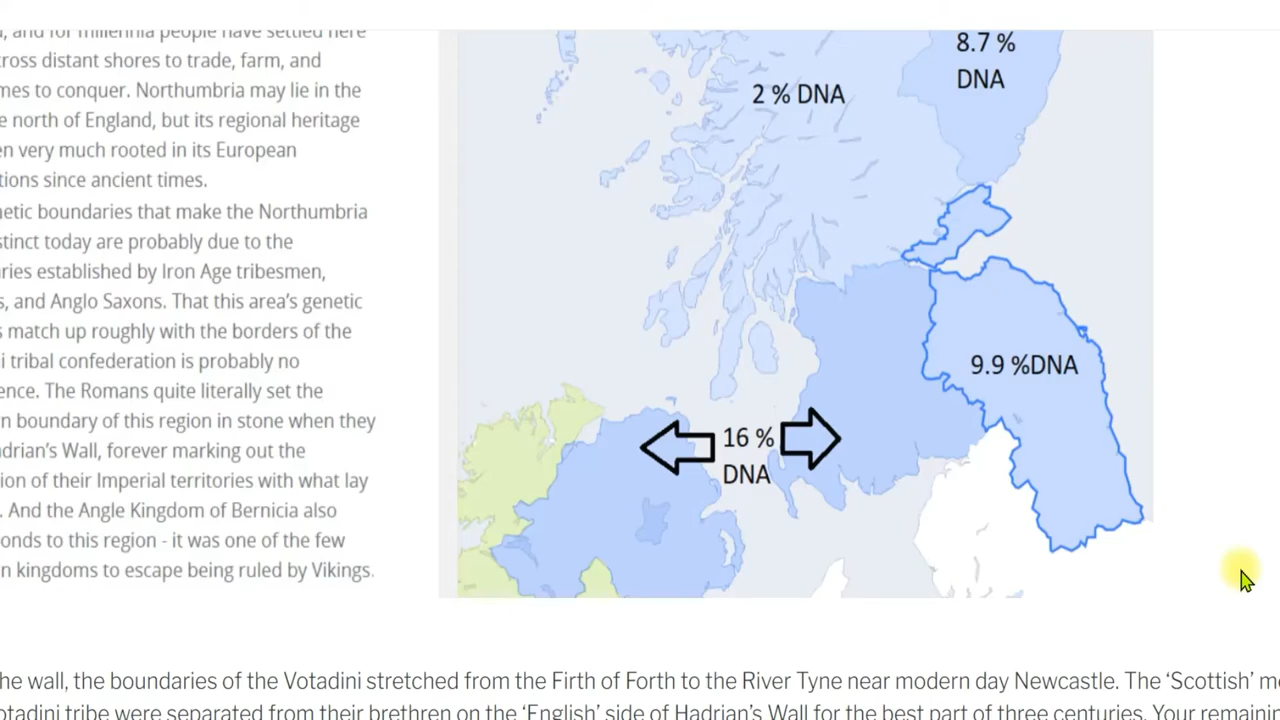 and for millennia people have settled here
cross distant shores to trade, farm, and
mes to conquer. Northumbria may lie in the
e north of England, but its regional heritage
en very much rooted in its European
tions since ancient times.
netic boundaries that make the Northumbria
stinct today are probably due to the
ries established by Iron Age tribesmen,
s, and Anglo Saxons. That this area's genetic
s match up roughly with the borders of the
i tribal confederation is probably no
ence. The Romans quite literally set the
rn boundary of this region in stone when they
adrian's Wall, forever marking out the
ion of their Imperial territories with what lay
. And the Angle Kingdom of Bernicia also
onds to this region - it was one of the few
n kingdoms to escape being ruled by Vikings.
8.7 %
DNA
2 % DNA
9.9 %DNA
16 %
DNA
he wall, the boundaries of the Votadini stretched from the Firth of Forth to the River Tyne near modern day Newcastle. The 'Scottish' me
otadini tribe were separated from their brethren on the 'English' side of Hadrian's Wall for the best part of three centuries. Your remaining